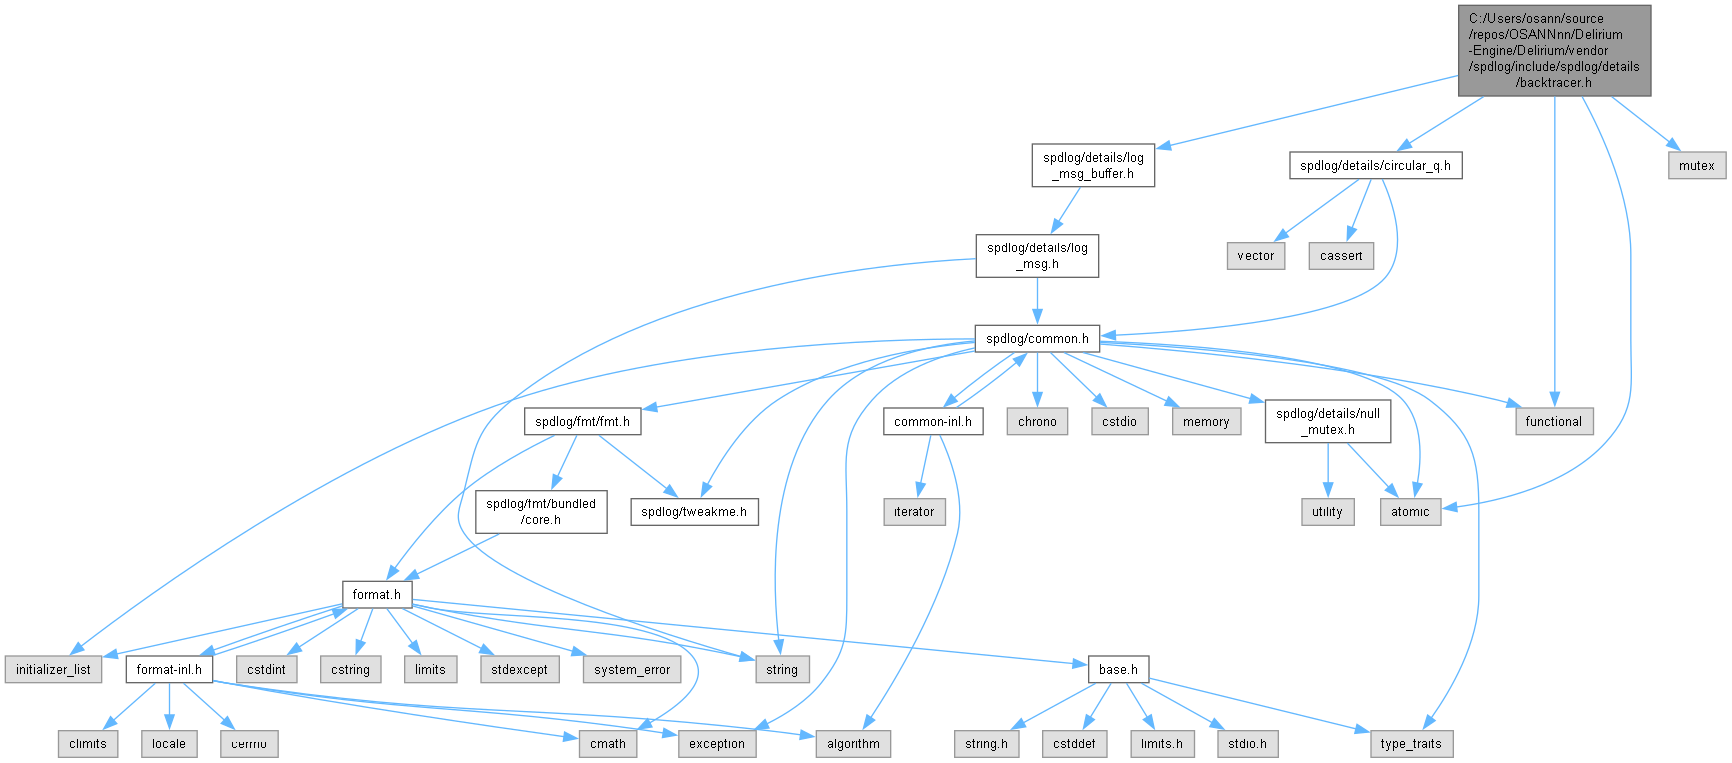 C:/Users/osann/source
/repos/OSANNnn/Delirium
-Engine/Delirium/vendor
/spdlog/include/spdlog/details
/backtracer.h
spdlog/details/log
_msg_buffer.h
spdlog/details/circular_q.h
mutex
spdlog/details/log
_msg.h
vector
cassert
spdlog/common.h
spdlog/fmt/fmt.h
common-inl.h
chrono
cstdio
memory
spdlog/details/null
_mutex.h
functional
spdlog/fmt/bundled
/core.h
spdlog/tweakme.h
iterator
utility
atomic
format.h
initializer_list
format-inl.h
cstdint
cstring
limits
stdexcept
system_error
string
base.h
climits
locale
cmath
exception
algorithm
string.h
cstddef
limits.h
stdio.h
type_traits